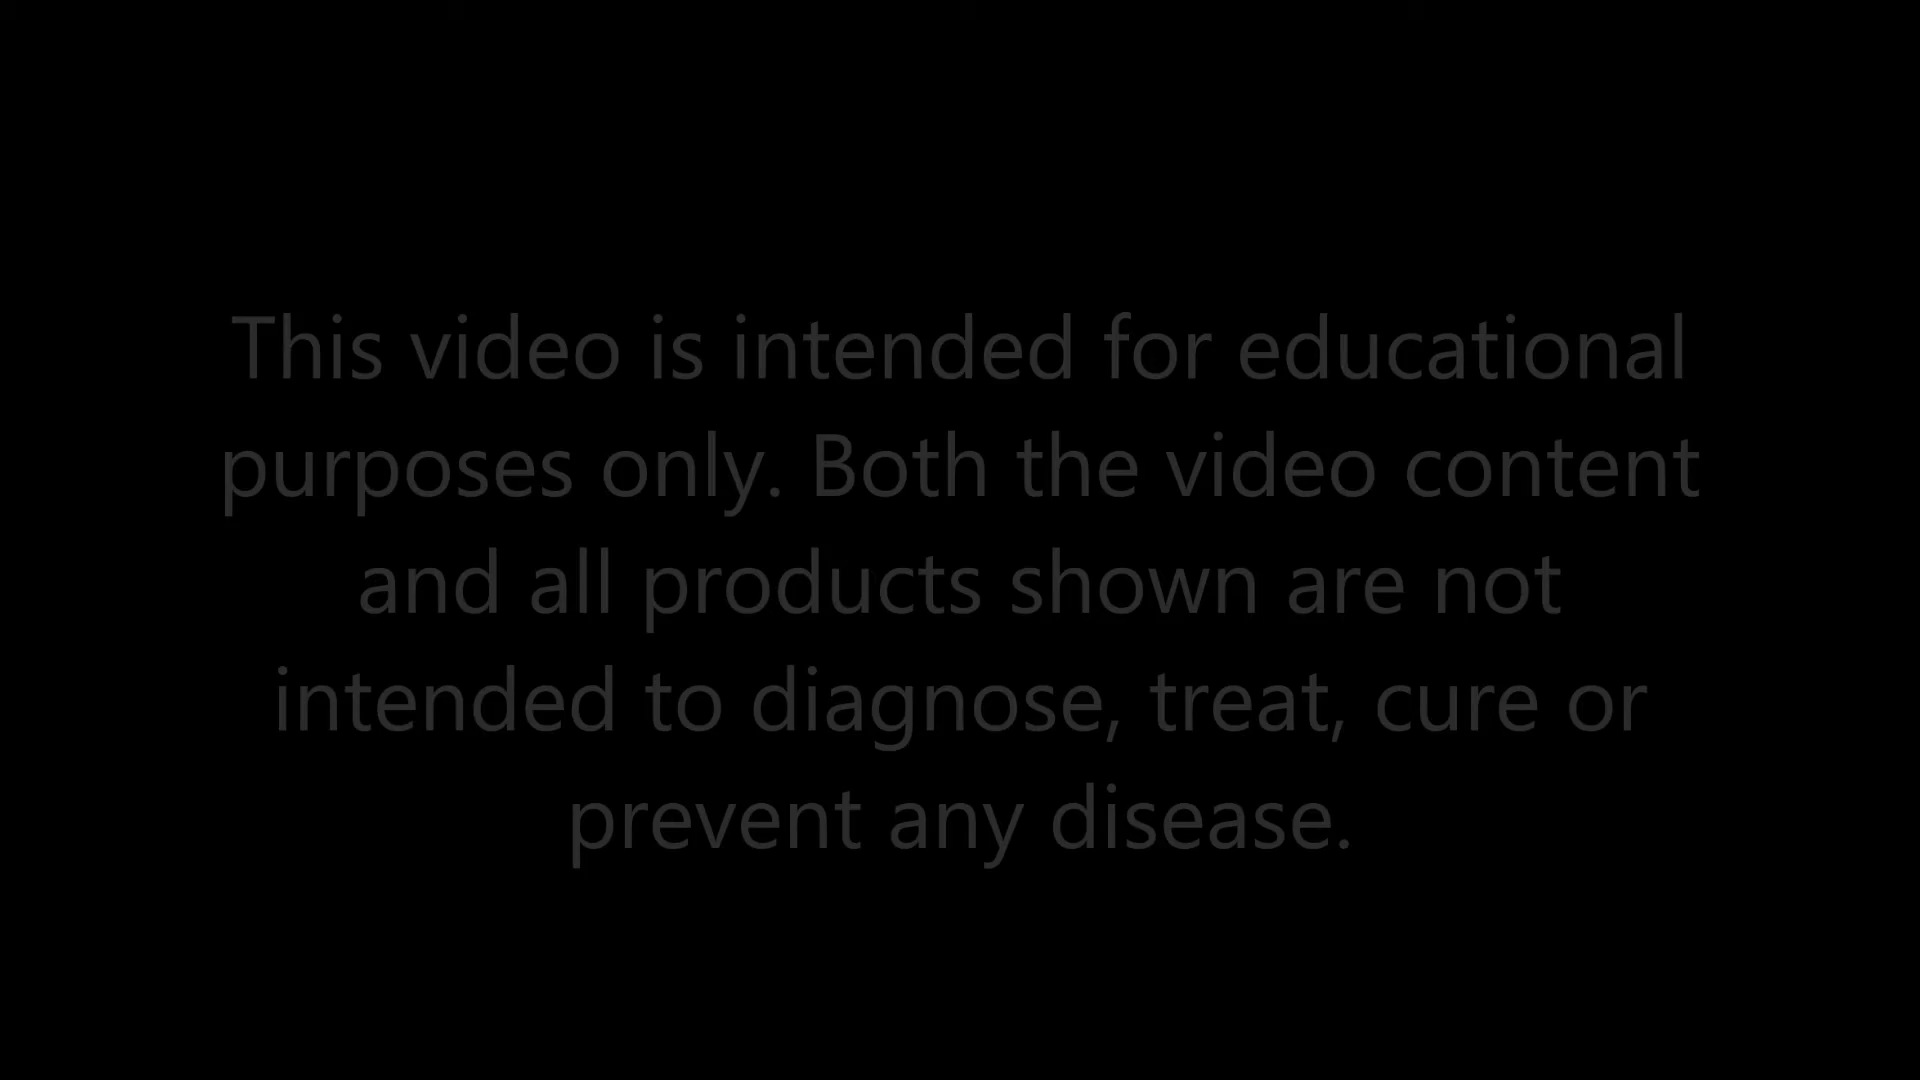 This video is intended for educational
purposes only. Both the video content
and all products shown are not
intended to diagnose, treat, cure or
prevent any disease.